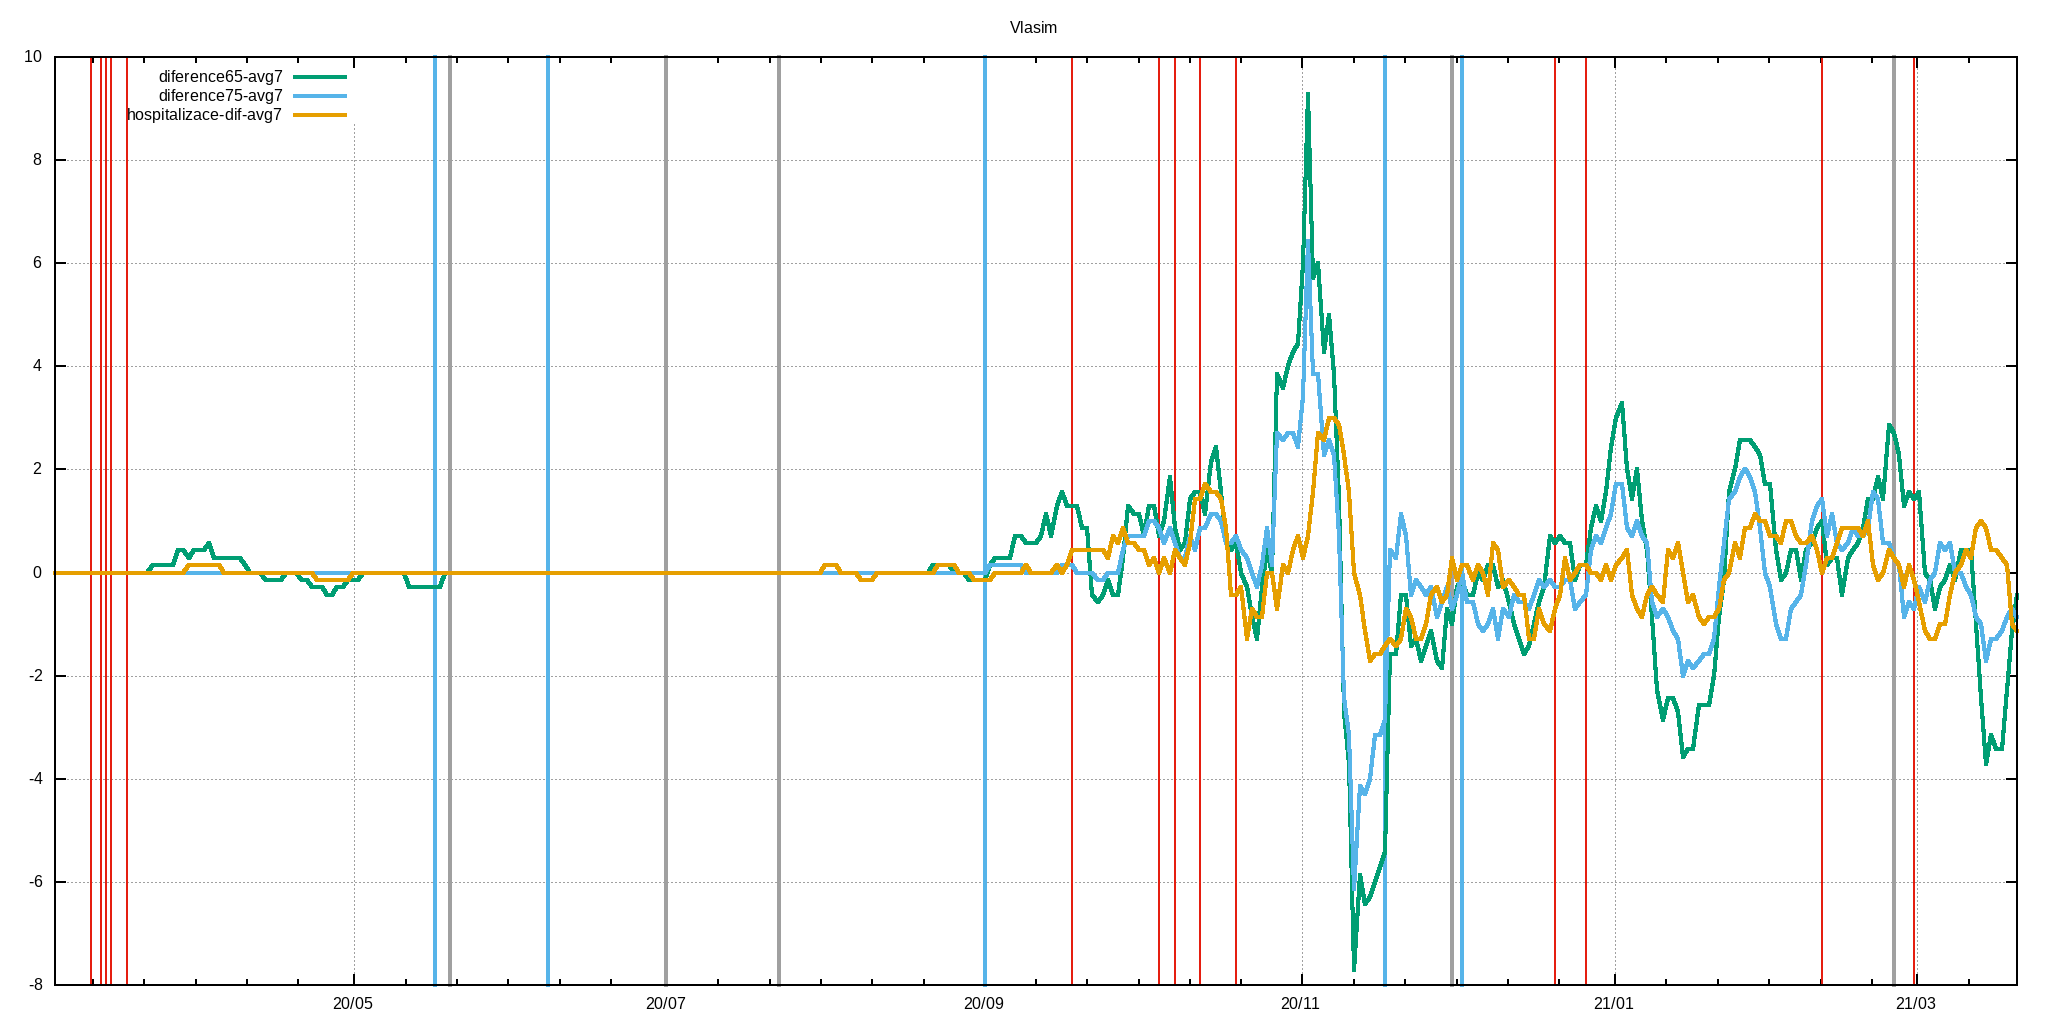 Vlasim
10
diference65-avg7
diference75-avg7
hospitalizace-dif-avg7
8
6
4
2
0
-2
-4
-6
-8
20/05 20/07 20/09 20/11 21/01 21/03